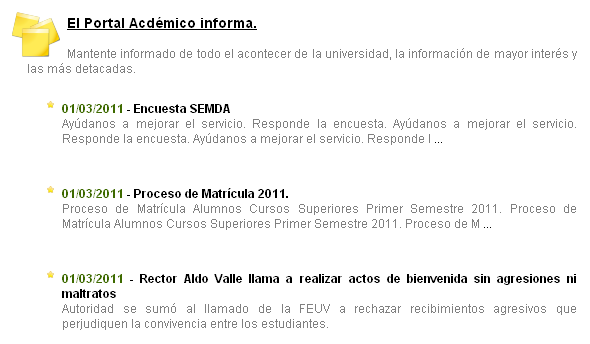 El Portal Acdémico informa.
Mantente informado de todo el acontecer de la universidad, la información de mayor interés y
las más detacadas.
01/03/2011 - Encuesta SEMDA
Ayúdanos a mejorar el servicio. Responde la encuesta. Ayúdanos a mejorar el servicio.
Responde la encuesta. Ayúdanos a mejorar el servicio. Responde l ...
01/03/2011 - Proceso de Matrícula 2011.
Proceso de Matrícula Alumnos Cursos Superiores Primer Semestre 2011. Proceso de
Matrícula Alumnos Cursos Superiores Primer Semestre 2011. Proceso de M ...
01/03/2011 - Rector Aldo Valle llama a realizar actos de bienvenida sin agresiones ni
maltratos
Autoridad se sumó al llamado de la FEUV a rechazar recibimientos agresivos que
perjudiquen la convivencia entre los estudiantes.